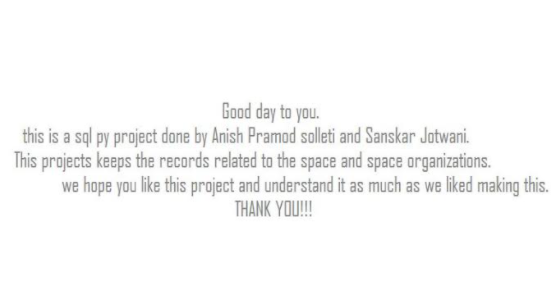 Good day to you.
this is a sql py project done by Anish Pramod solleti and Sanskar Jotwani.
This projects keeps the records related to the space and space organizations.
we hope you like this project and understand it as much as we liked making this.
THANK YOU!!!